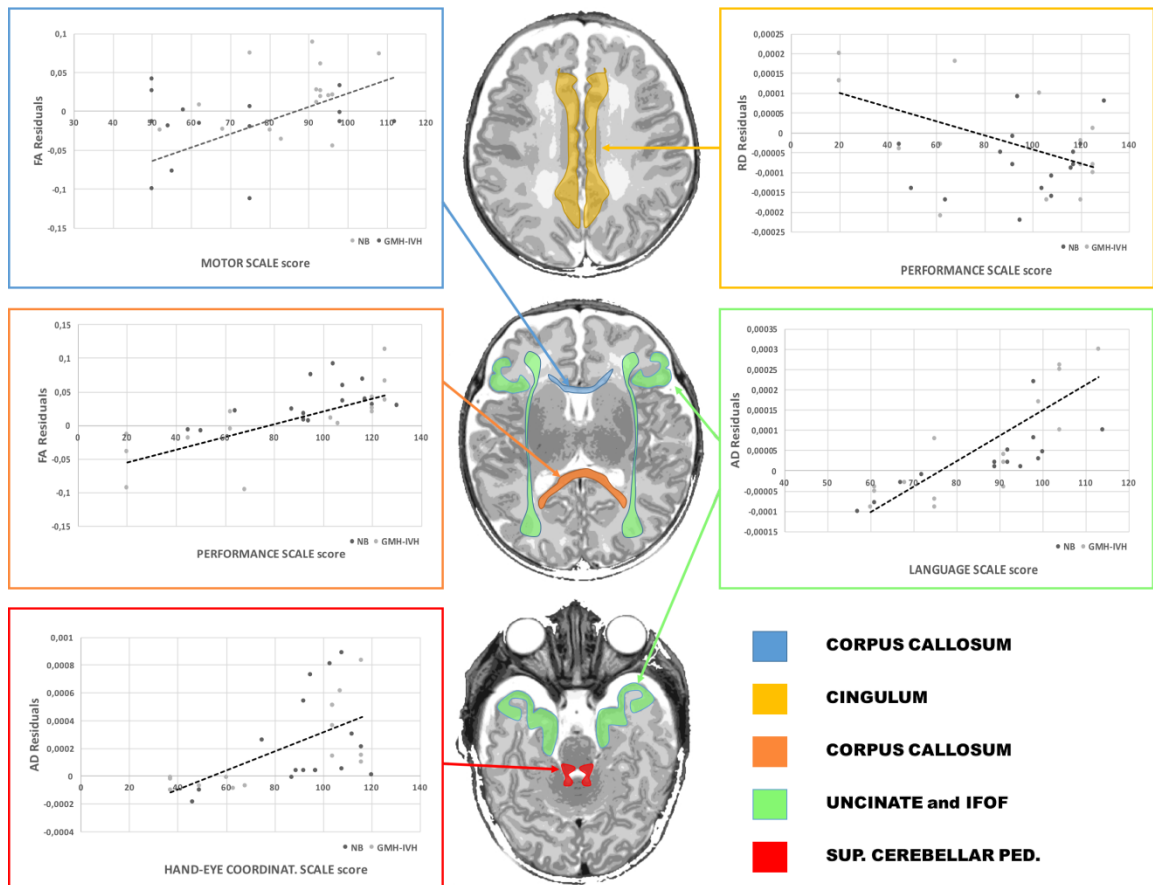 FA Residuals
0,1
0,05
0
-0,05
-0,1
-0,15
30 40 50 60 70 80 90 100 110 120
NB GMH-IVH
MOTOR SCALE score
RD Residuals
0,00025
0,0002
0,00015
0,0001
0,00005
0
-0,00005
-0,0001
-0,00015
-0,0002
-0,00025
0 20 40 60 80 100 120 140
NB GMH-IVH
PERFORMANCE SCALE score
FA Residuals
0,15
0,1
0,05
0
-0,05
-0,1
-0,15
0 20 40 60 80 100 120 140
NB GMH-IVH
PERFORMANCE SCALE score
AD Residuals
0,00035
0,0003
0,00025
0,0002
0,00015
0,0001
0,00005
0
-0,00005
-0,0001
-0,00015
40 50 60 70 80 90 100 110 120
NB GMH-IVH
LANGUAGE SCALE score
AD Residuals
0,001
0,0008
0,0006
0,0004
0,0002
0
-0,0002
-0,0004
0 20 40 60 80 100 120 140
NB GMH-IVH
HAND-EYE COORDINAT. SCALE score
CORPUS CALLOSUM
CINGULUM
CORPUS CALLOSUM
UNCINATE and IFOF
SUP. CEREBELLAR PED.